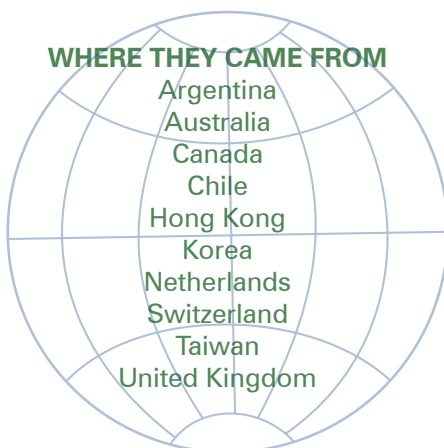 WHERE THEY CAME FROM
Argentina
Australia
Canada
Chile
Hong Kong
Korea
Netherlands
Switzerland
Taiwan
United Kingdom